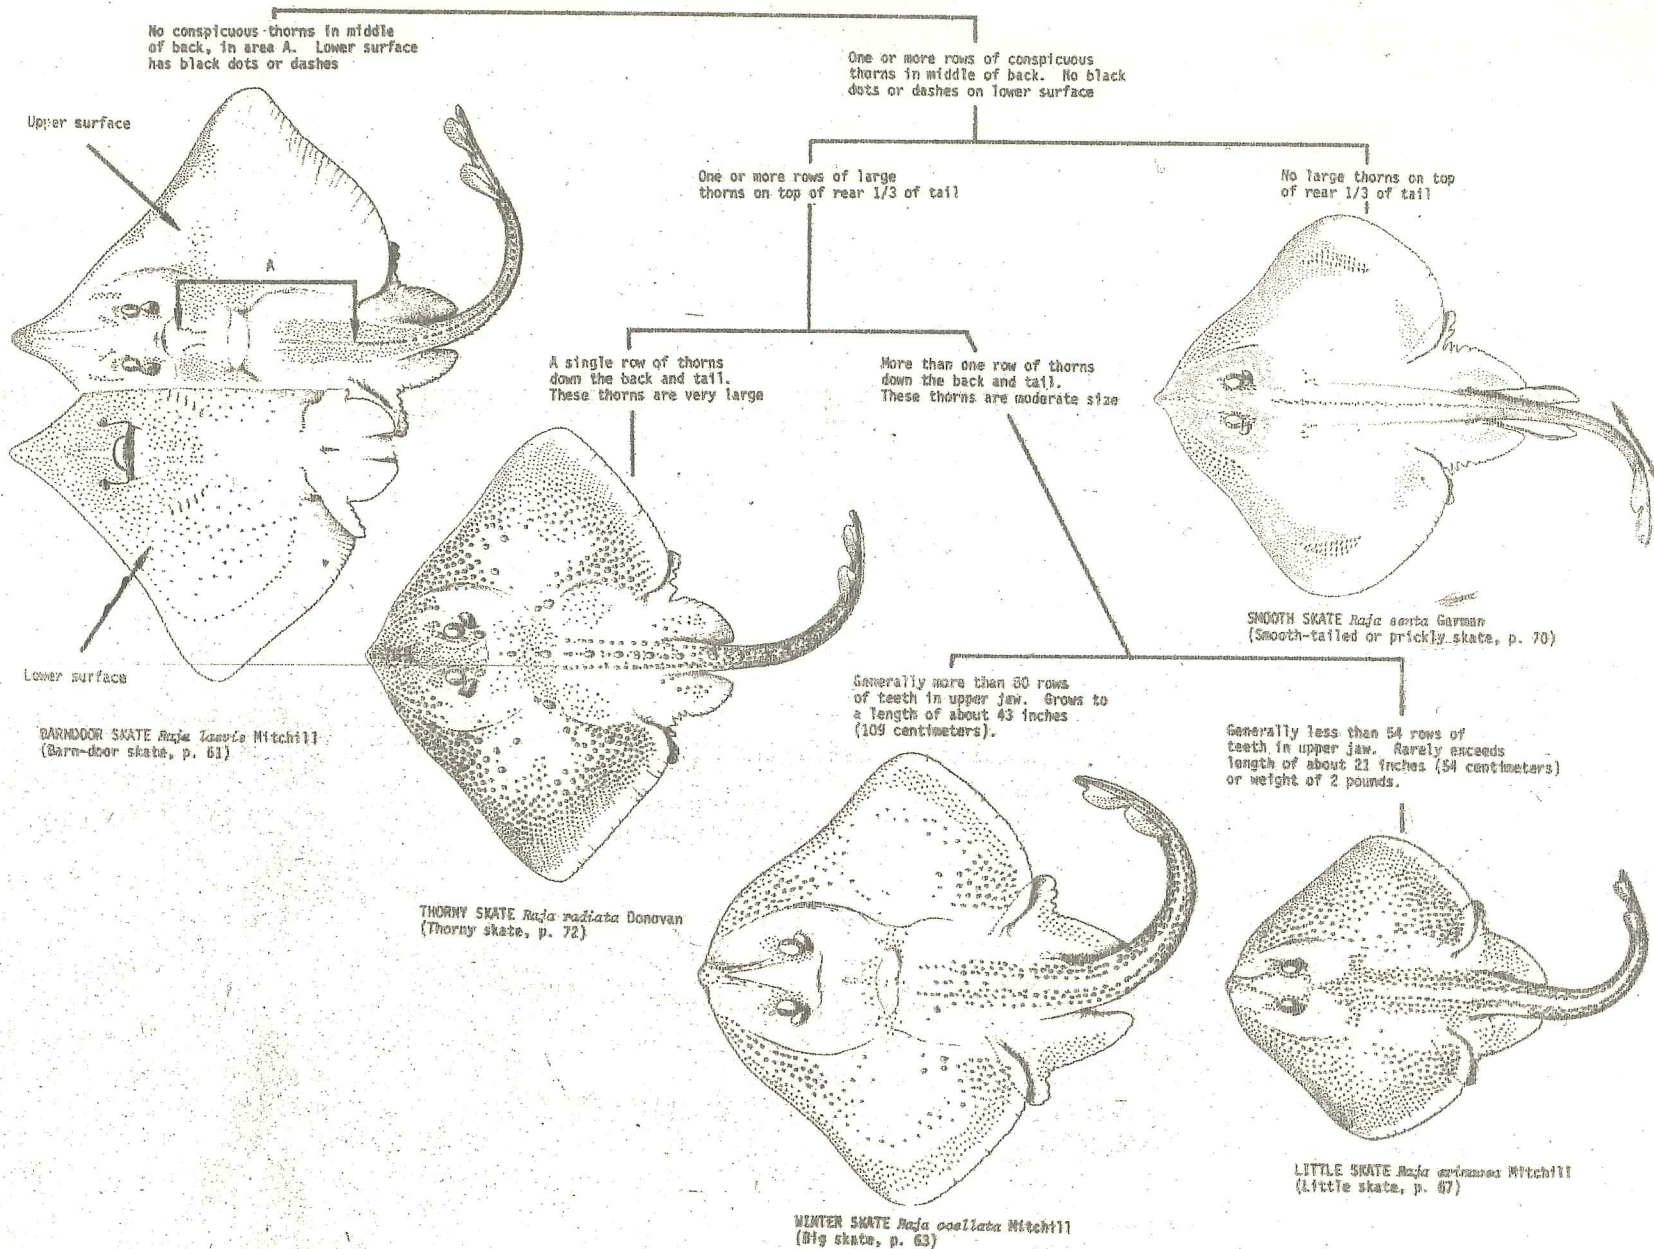 No conspicuous thorns in middle
of back, in area A. Lower surface
has black dots or dashes
One or more rows of conspicuous
thorns in middle of back. No black
dots or dashes on lower surface
Upper surface
A
One or more rows of large
thorns on top of rear 1/3 of tail
No large thorns on top
of rear 1/3 of tail
A single row of thorns
down the back and tail.
These thorns are very large
More than one row of thorns
down the back and tail.
These thorns are moderate size
SMOOTH SKATE Raja senta Garman
(Smooth-tailed or prickly skate, p. 70)
Lower surface
BARNDOOR SKATE Raja laevis Mitchill
(Barn-door skate, p. 61)
Generally more than 80 rows
of teeth in upper jaw. Grows to
a length of about 43 inches
(109 centimeters).
Generally less than 54 rows of
teeth in upper jaw. Rarely exceeds
length of about 21 inches (54 centimeters)
or weight of 2 pounds.
THORNY SKATE Raja radiata Donovan
(Thorny skate, p. 72)
LITTLE SKATE Raja erinacea Mitchill
(Little skate, p. 67)
WINTER SKATE Raja ocellata Mitchill
(Big skate, p. 63)